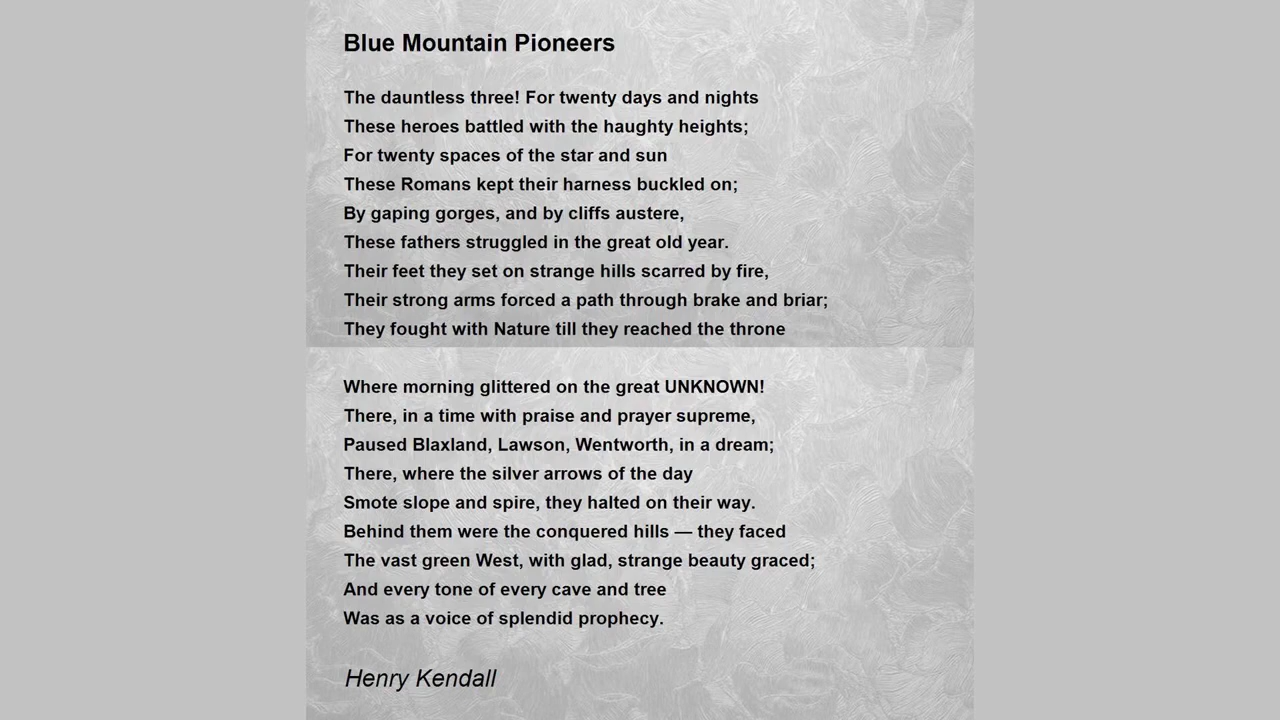 Blue Mountain Pioneers
The dauntless three! For twenty days and nights
These heroes battled with the haughty heights;
For twenty spaces of the star and sun
These Romans kept their harness buckled on;
By gaping gorges, and by cliffs austere,
These fathers struggled in the great old year.
Their feet they set on strange hills scarred by fire,
Their strong arms forced a path through brake and briar;
They fought with Nature till they reached the throne
Where morning glittered on the great UNKNOWN!
There, in a time with praise and prayer supreme,
Paused Blaxland, Lawson, Wentworth, in a dream;
There, where the silver arrows of the day
Smote slope and spire, they halted on their way.
Behind them were the conquered hills — they faced
The vast green West, with glad, strange beauty graced;
And every tone of every cave and tree
Was as a voice of splendid prophecy.
Henry Kendall